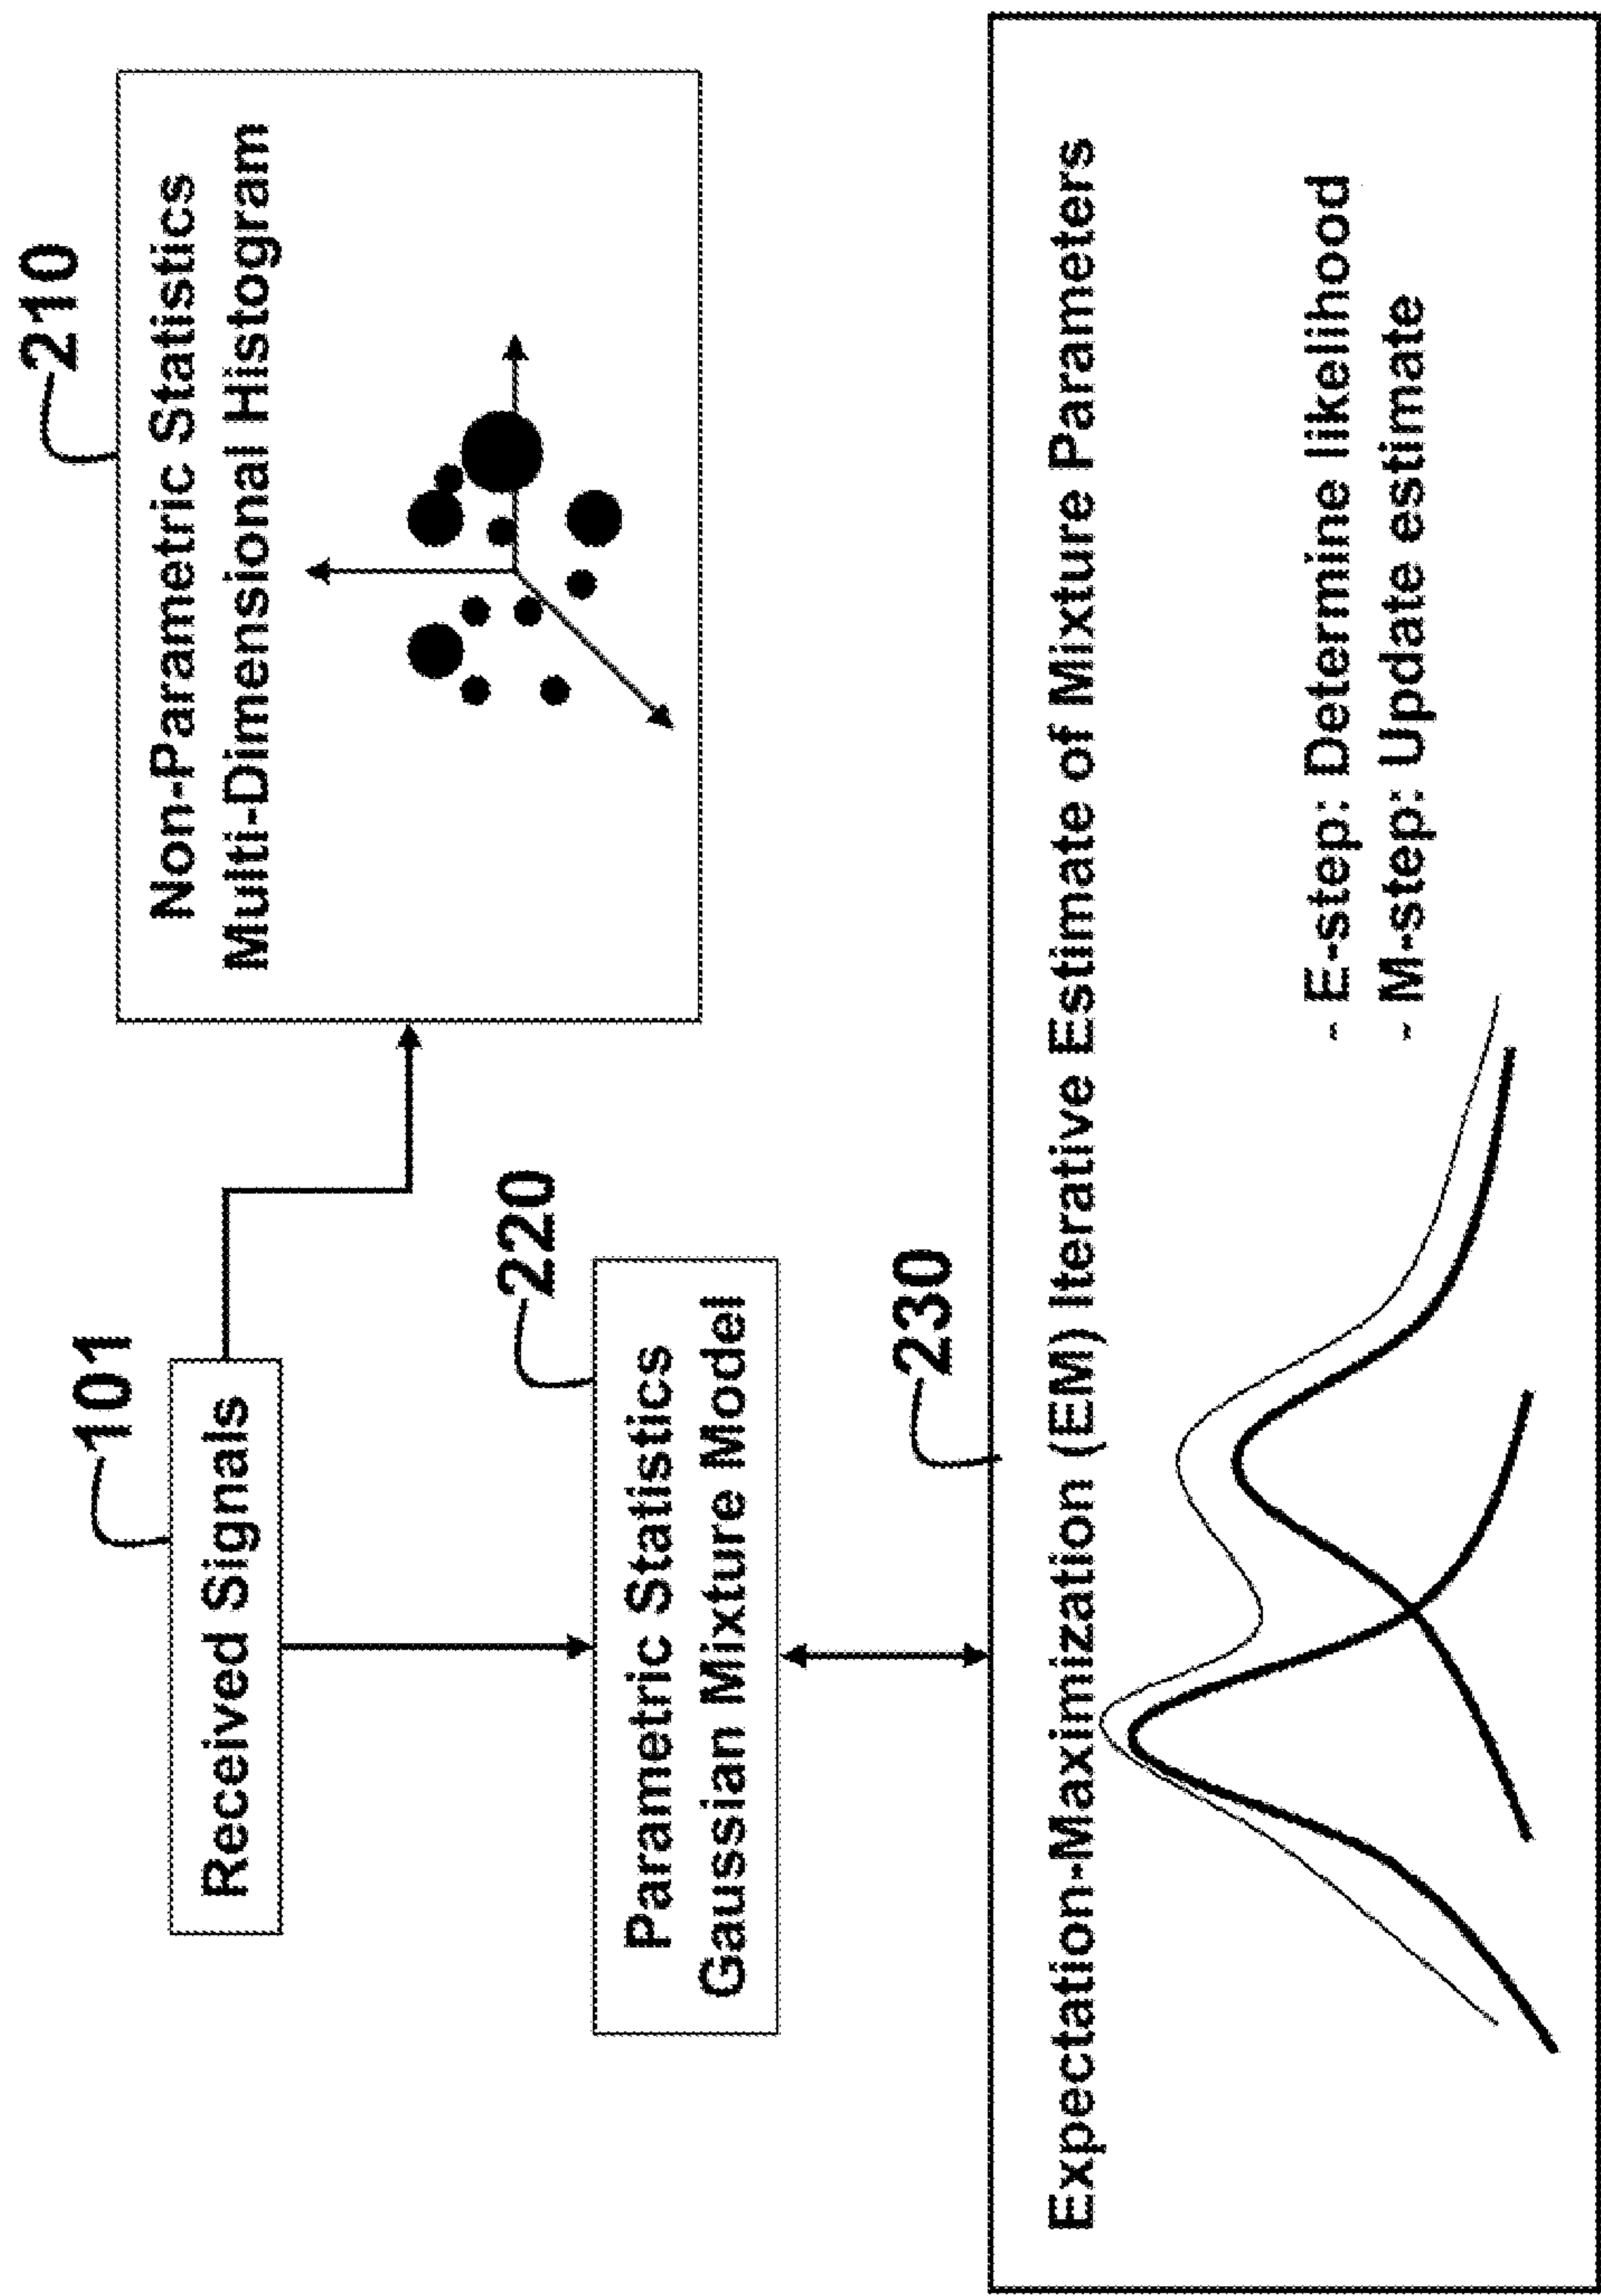 101
Received Signals
210
Non-Parametric Statistics
Multi-Dimensional Histogram
220
Parametric Statistics
Gaussian Mixture Model
230
Expectation-Maximization (EM) Iterative Estimate of Mixture Parameters
- E-step: Determine likelihood
- M-step: Update estimate